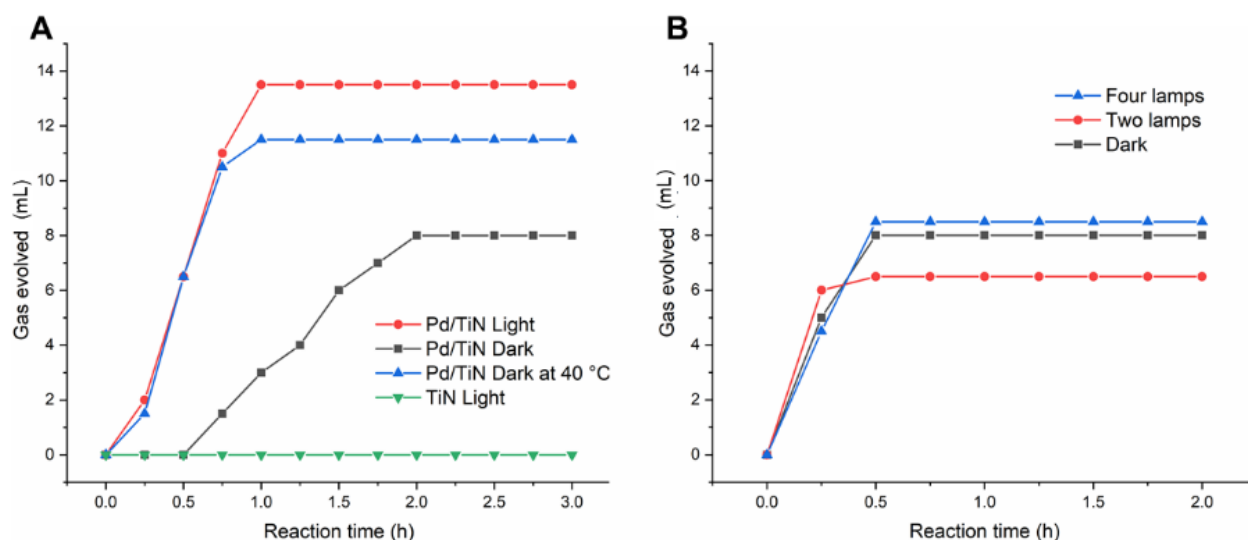 A
Gas evolved (mL)
14
12
10
8
6
4
2
0
Pd/TiN Light
Pd/TiN Dark
Pd/TiN Dark at 40 °C
TiN Light
0.0 0.5 1.0 1.5 2.0 2.5 3.0
Reaction time (h)
B
Gas evolved (mL)
14
12
10
8
6
4
2
0
Four lamps
Two lamps
Dark
0.0 0.5 1.0 1.5 2.0
Reaction time (h)